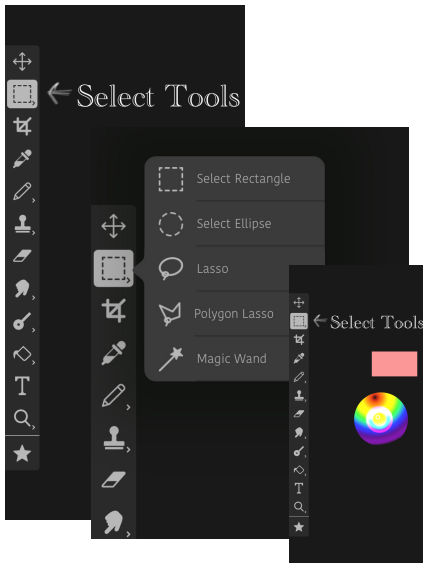 Select Tools
Select Rectangle
Select Ellipse
Lasso
Polygon Lasso
Magic Wand
Select Tools
T
T